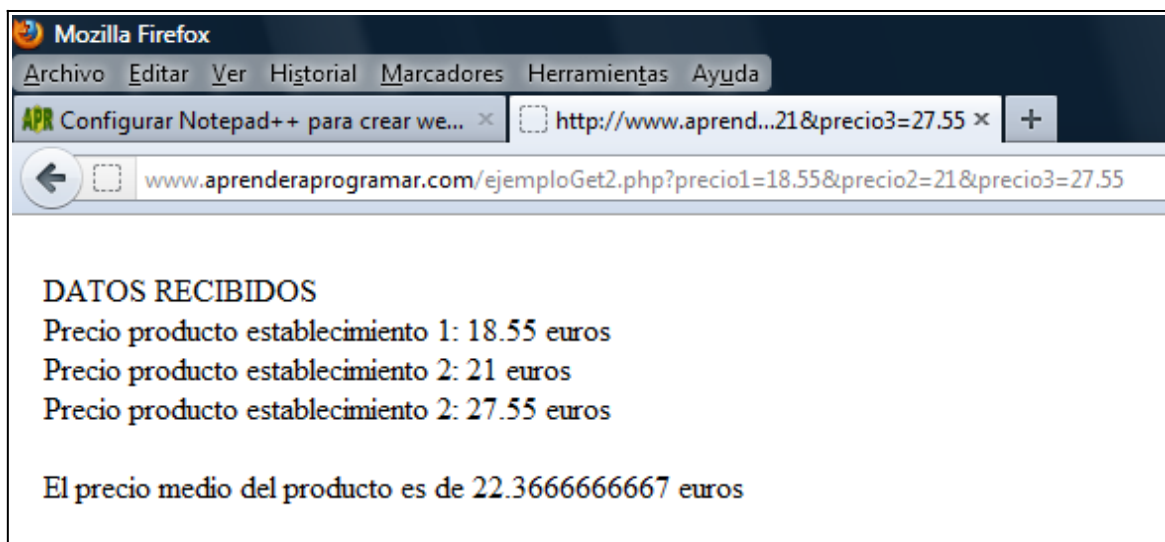 Mozilla Firefox
Archivo Editar Ver Historial Marcadores Herramientas Ayuda
APR Configurar Notepad++ para crear we... × http://www.aprend...21&precio3=27.55 × +
www.aprenderaprogramar.com/ejemploGet2.php?precio1=18.55&precio2=21&precio3=27.55
DATOS RECIBIDOS
Precio producto establecimiento 1: 18.55 euros
Precio producto establecimiento 2: 21 euros
Precio producto establecimiento 2: 27.55 euros
El precio medio del producto es de 22.3666666667 euros